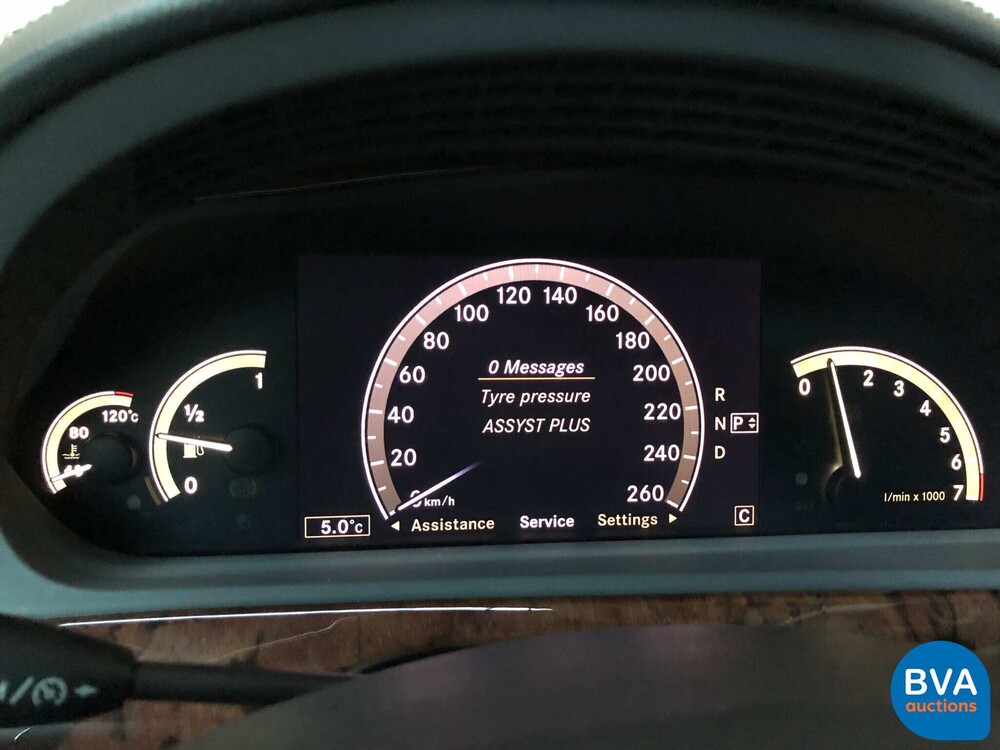 120 140
100 160
80 180
60 200
40 220
20 240
0 km/h 260
0 Messages
Tyre pressure
ASSYST PLUS
Assistance Service Settings
5.0°C
120°C
80
40
1
½
0
R
N P
D
C
0 2 3 4 5 6 7
l/min x 1000
BVA
auctions